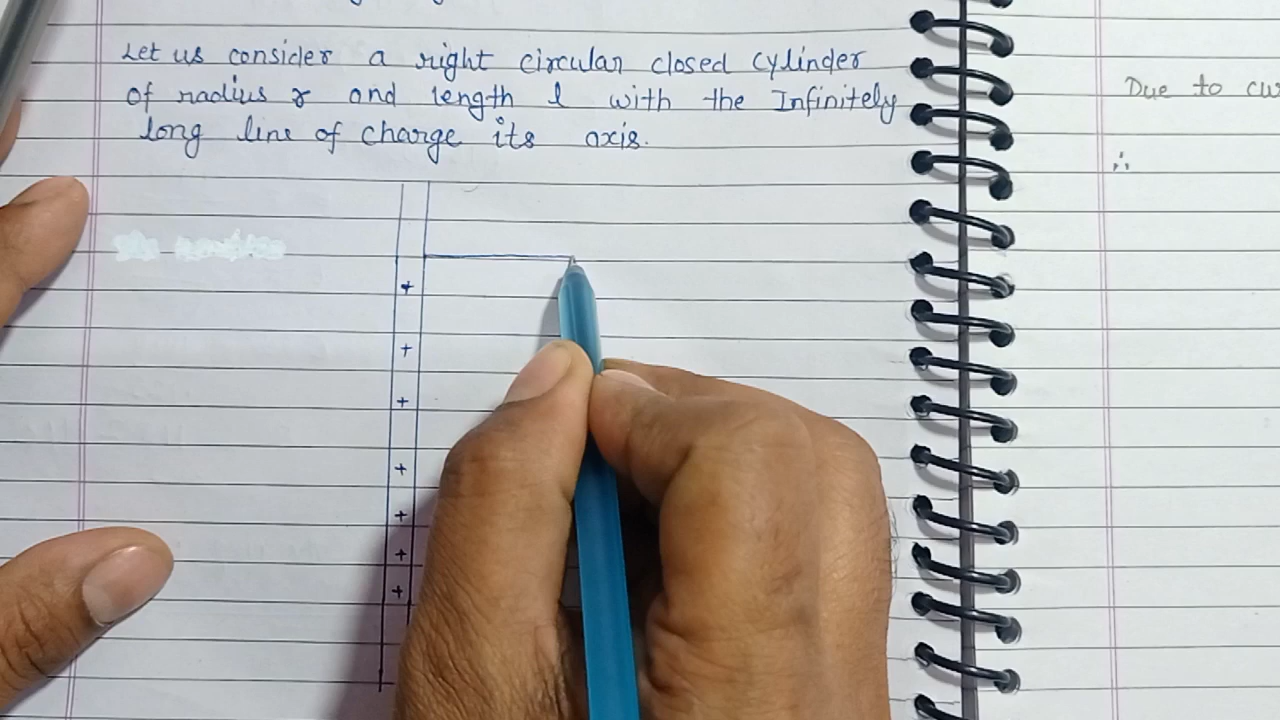 Let us consider a right circular closed cylinder
of radius r and length l with the Infinitely
long line of charge its axis.
+
+
+
+
+
+
+
Due to
∴